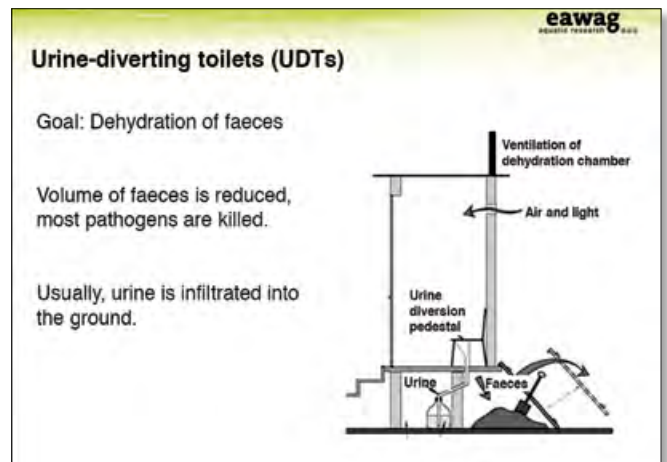 eawag
aquatic research
Urine-diverting toilets (UDTs)
Goal: Dehydration of faeces
Volume of faeces is reduced,
most pathogens are killed.
Usually, urine is infiltrated into
the ground.
Ventilation of
dehydration chamber
Air and light
Urine
diversion
pedestal
Urine
Faeces